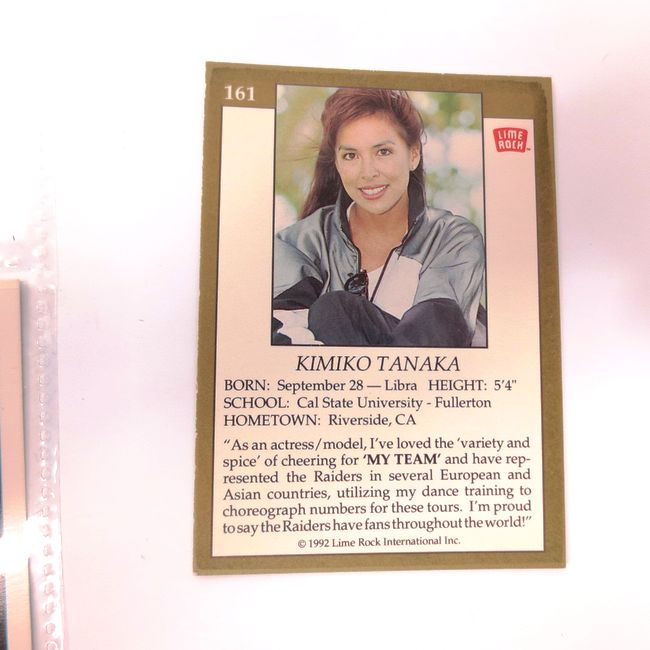 161
LIME
ROCK™
KIMIKO TANAKA
BORN: September 28 — Libra HEIGHT: 5'4"
SCHOOL: Cal State University - Fullerton
HOMETOWN: Riverside, CA
"As an actress/model, I've loved the 'variety and
spice' of cheering for 'MY TEAM' and have rep-
resented the Raiders in several European and
Asian countries, utilizing my dance training to
choreograph numbers for these tours. I'm proud
to say the Raiders have fans throughout the world!"
© 1992 Lime Rock International Inc.